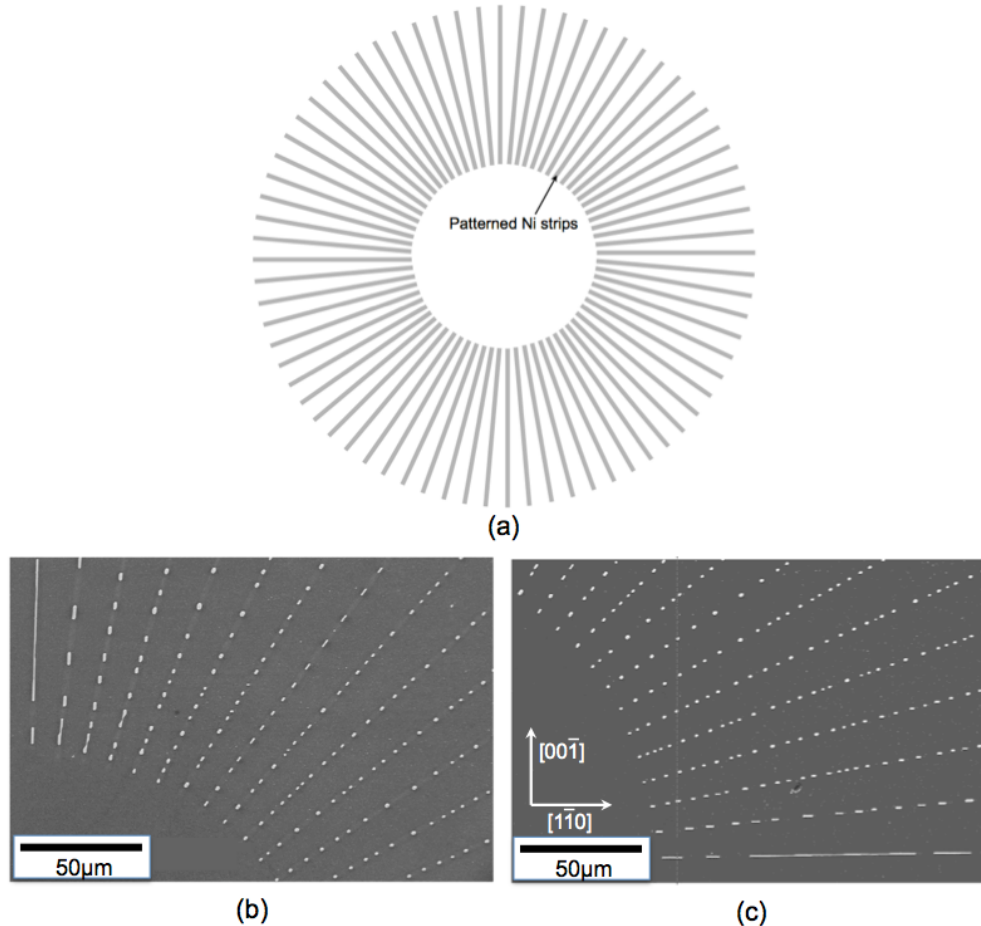 Patterned Ni strips
(a)
50μm
(b)
[001̄]
[11̄0]
50μm
(c)